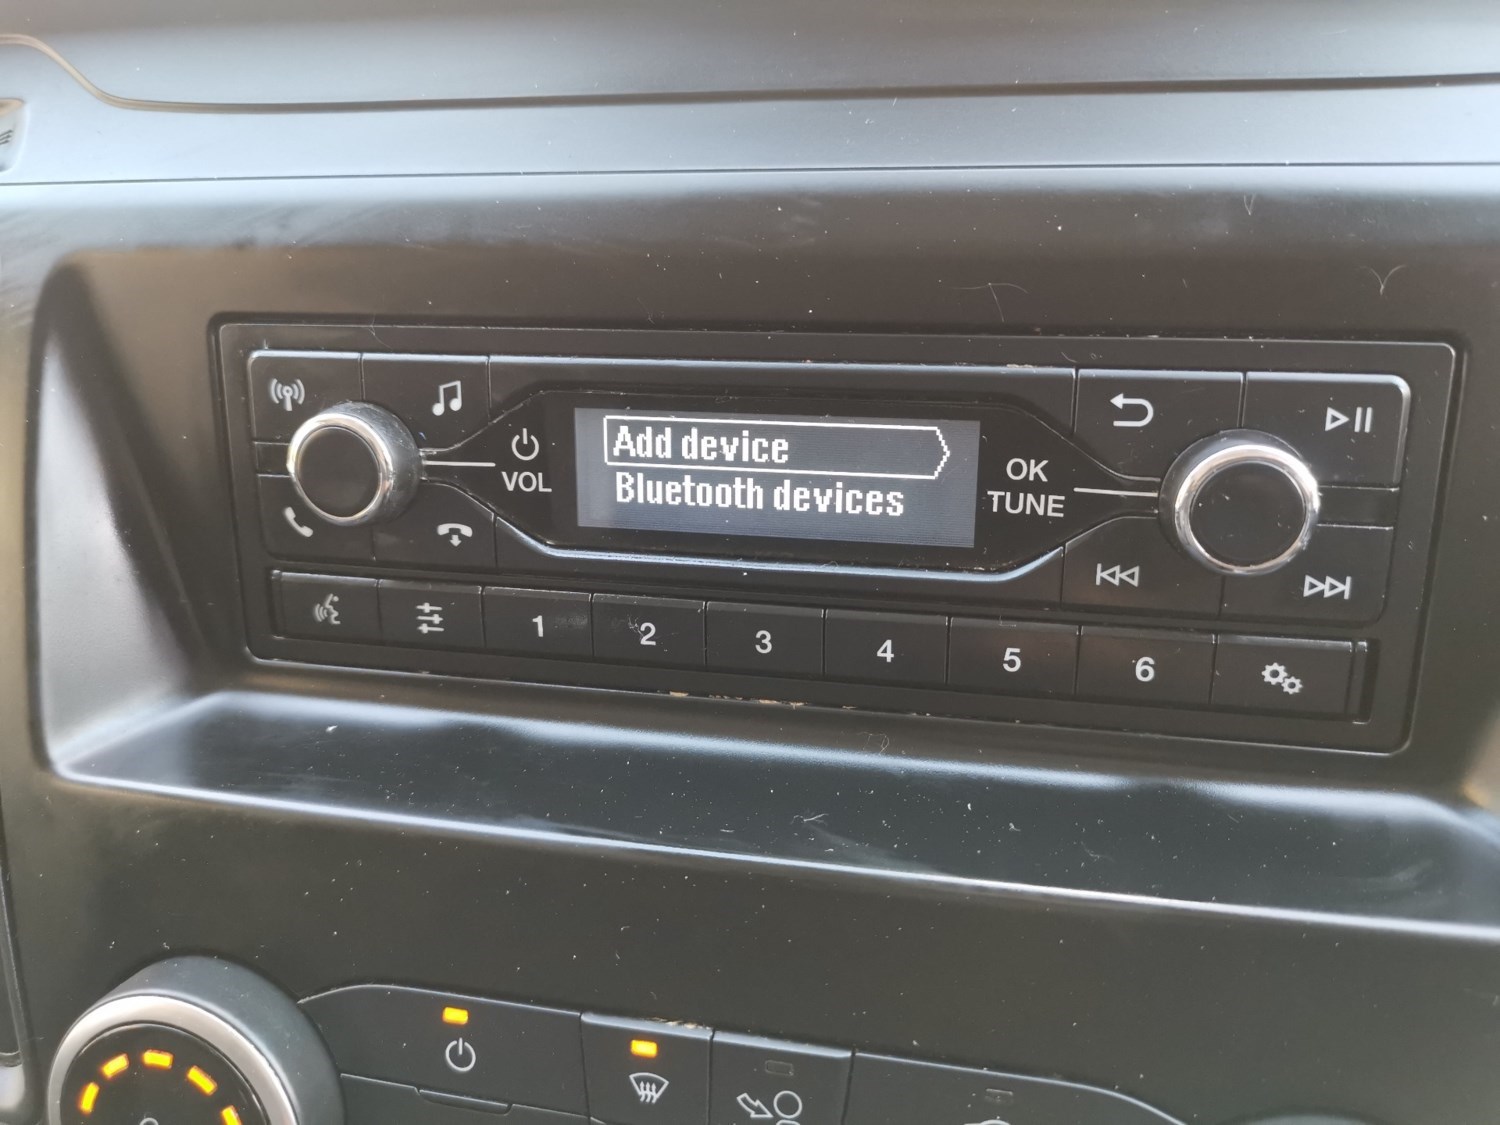 Add device
Bluetooth devices
VOL
OK
TUNE
1 2 3 4 5 6